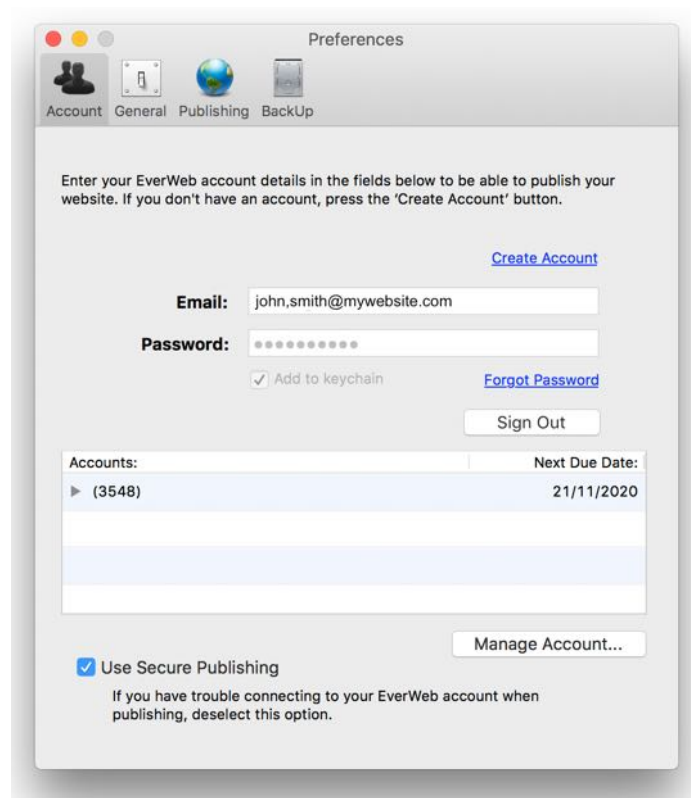 Preferences
Account General Publishing BackUp
Enter your EverWeb account details in the fields below to be able to publish your
website. If you don't have an account, press the 'Create Account' button.
Create Account
Email: john,smith@mywebsite.com
Password: ●●●●●●●●●●
Add to keychain Forgot Password
Sign Out
Accounts: Next Due Date:
(3548) 21/11/2020
Manage Account...
Use Secure Publishing
If you have trouble connecting to your EverWeb account when
publishing, deselect this option.